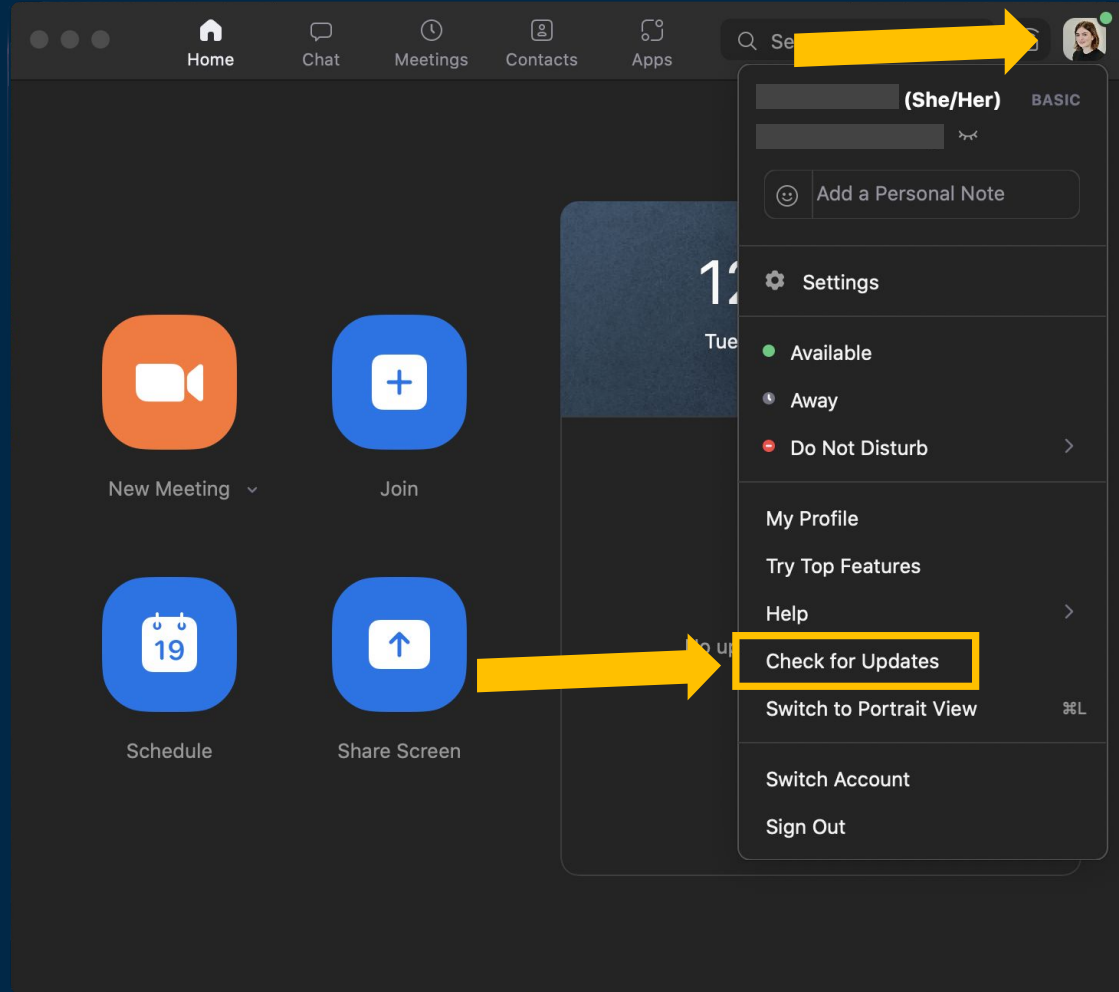 Home
Chat
Meetings
Contacts
Apps
(She/Her)
BASIC
Add a Personal Note
Settings
Tue
Available
Away
Do Not Disturb
New Meeting
Join
My Profile
Try Top Features
Help
19
Check for Updates
Switch to Portrait View
⌘L
Schedule
Share Screen
Switch Account
Sign Out